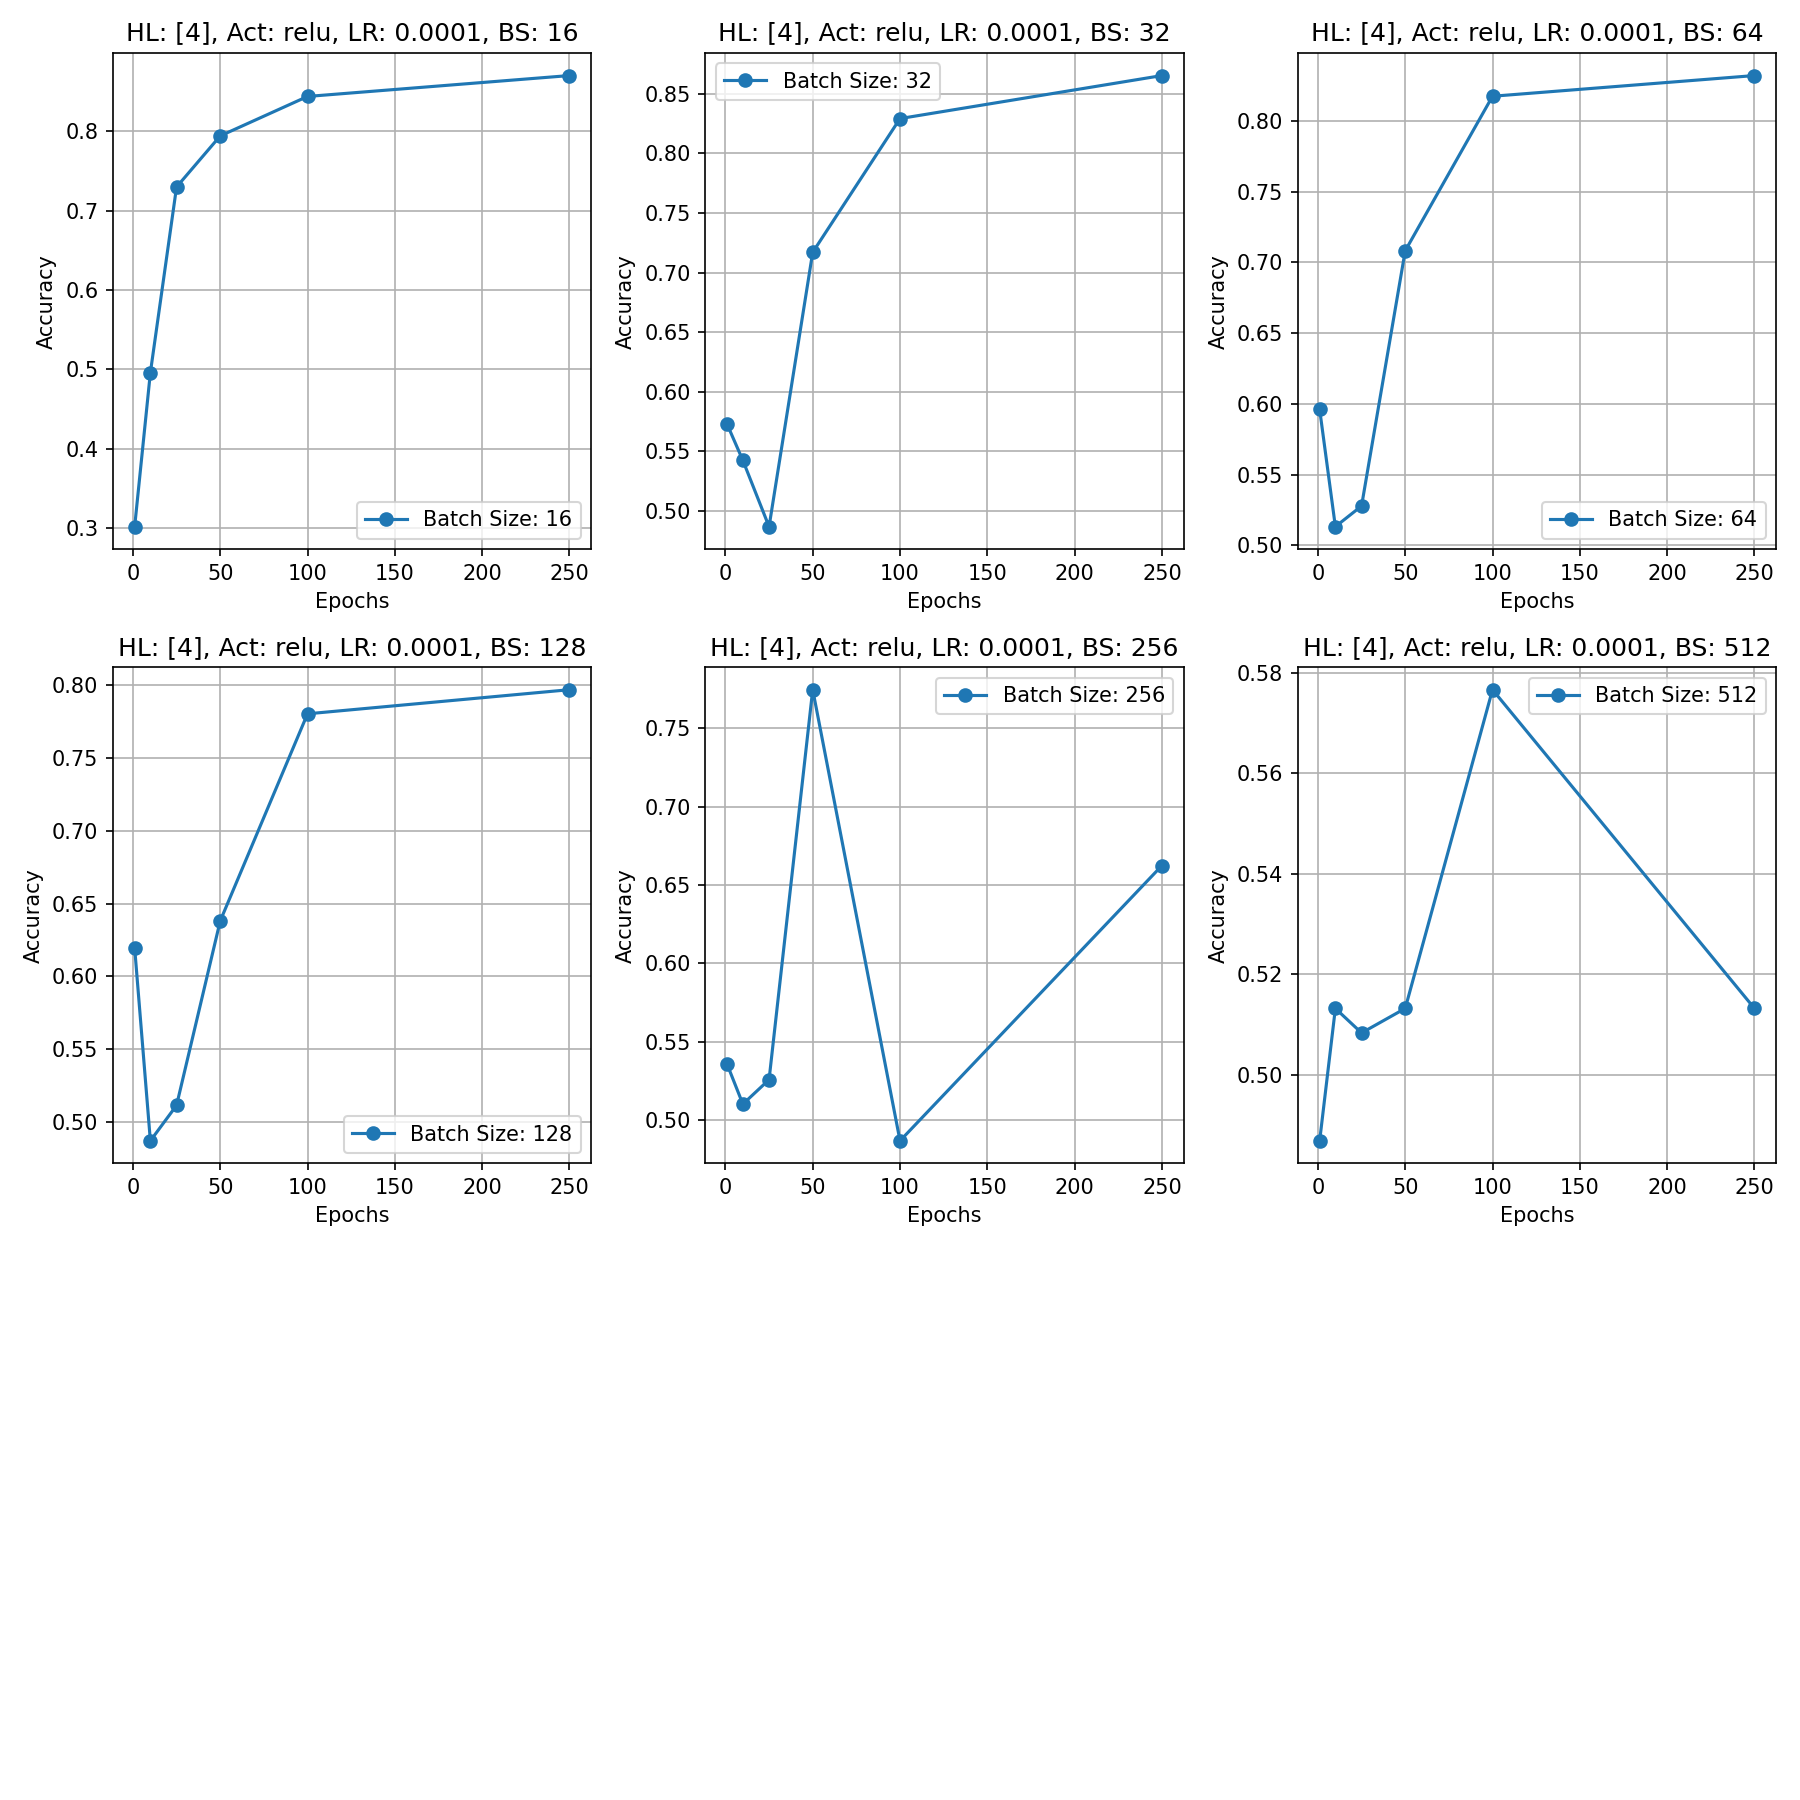 HL: [4], Act: relu, LR: 0.0001, BS: 16
0.8
0.7
0.6
0.5
0.4
0.3
Accuracy
Batch Size: 16
0 50 100 150 200 250
Epochs
HL: [4], Act: relu, LR: 0.0001, BS: 32
Batch Size: 32
0.85
0.80
0.75
0.70
0.65
0.60
0.55
0.50
Accuracy
0 50 100 150 200 250
Epochs
HL: [4], Act: relu, LR: 0.0001, BS: 64
0.80
0.75
0.70
0.65
0.60
0.55
0.50
Accuracy
Batch Size: 64
0 50 100 150 200 250
Epochs
HL: [4], Act: relu, LR: 0.0001, BS: 128
0.80
0.75
0.70
0.65
0.60
0.55
0.50
Accuracy
Batch Size: 128
0 50 100 150 200 250
Epochs
HL: [4], Act: relu, LR: 0.0001, BS: 256
Batch Size: 256
0.75
0.70
0.65
0.60
0.55
0.50
Accuracy
0 50 100 150 200 250
Epochs
HL: [4], Act: relu, LR: 0.0001, BS: 512
Batch Size: 512
0.58
0.56
0.54
0.52
0.50
Accuracy
0 50 100 150 200 250
Epochs